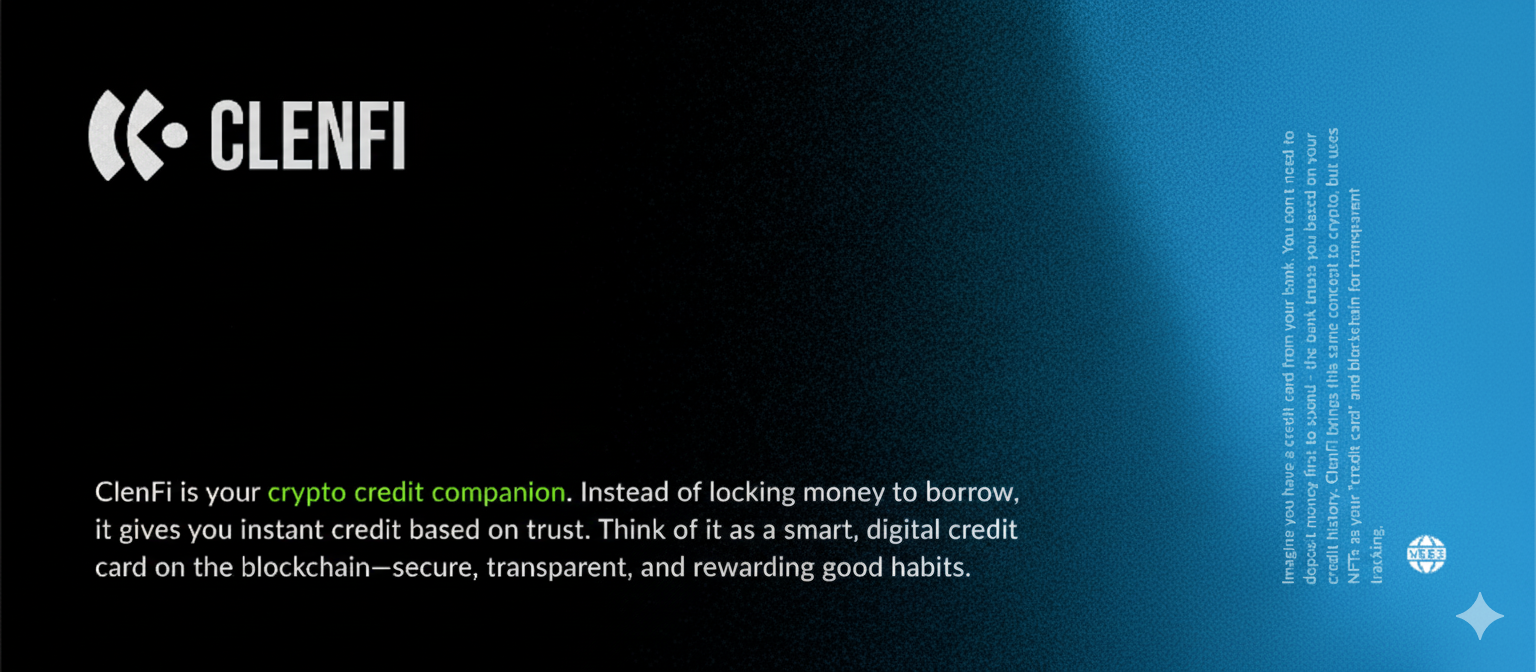 CLENFI
ClenFi is your crypto credit companion. Instead of locking money to borrow,
it gives you instant credit based on trust. Think of it as a smart, digital credit
card on the blockchain—secure, transparent, and rewarding good habits.
Imagine you have a credit card from your bank. You don't need to
deposit money first to spend - the bank trusts you based on your
credit history. ClenFi brings this same concept to crypto, but uses
NFTs as your "credit card" and blockchain for transparent
tracking.
WEB3